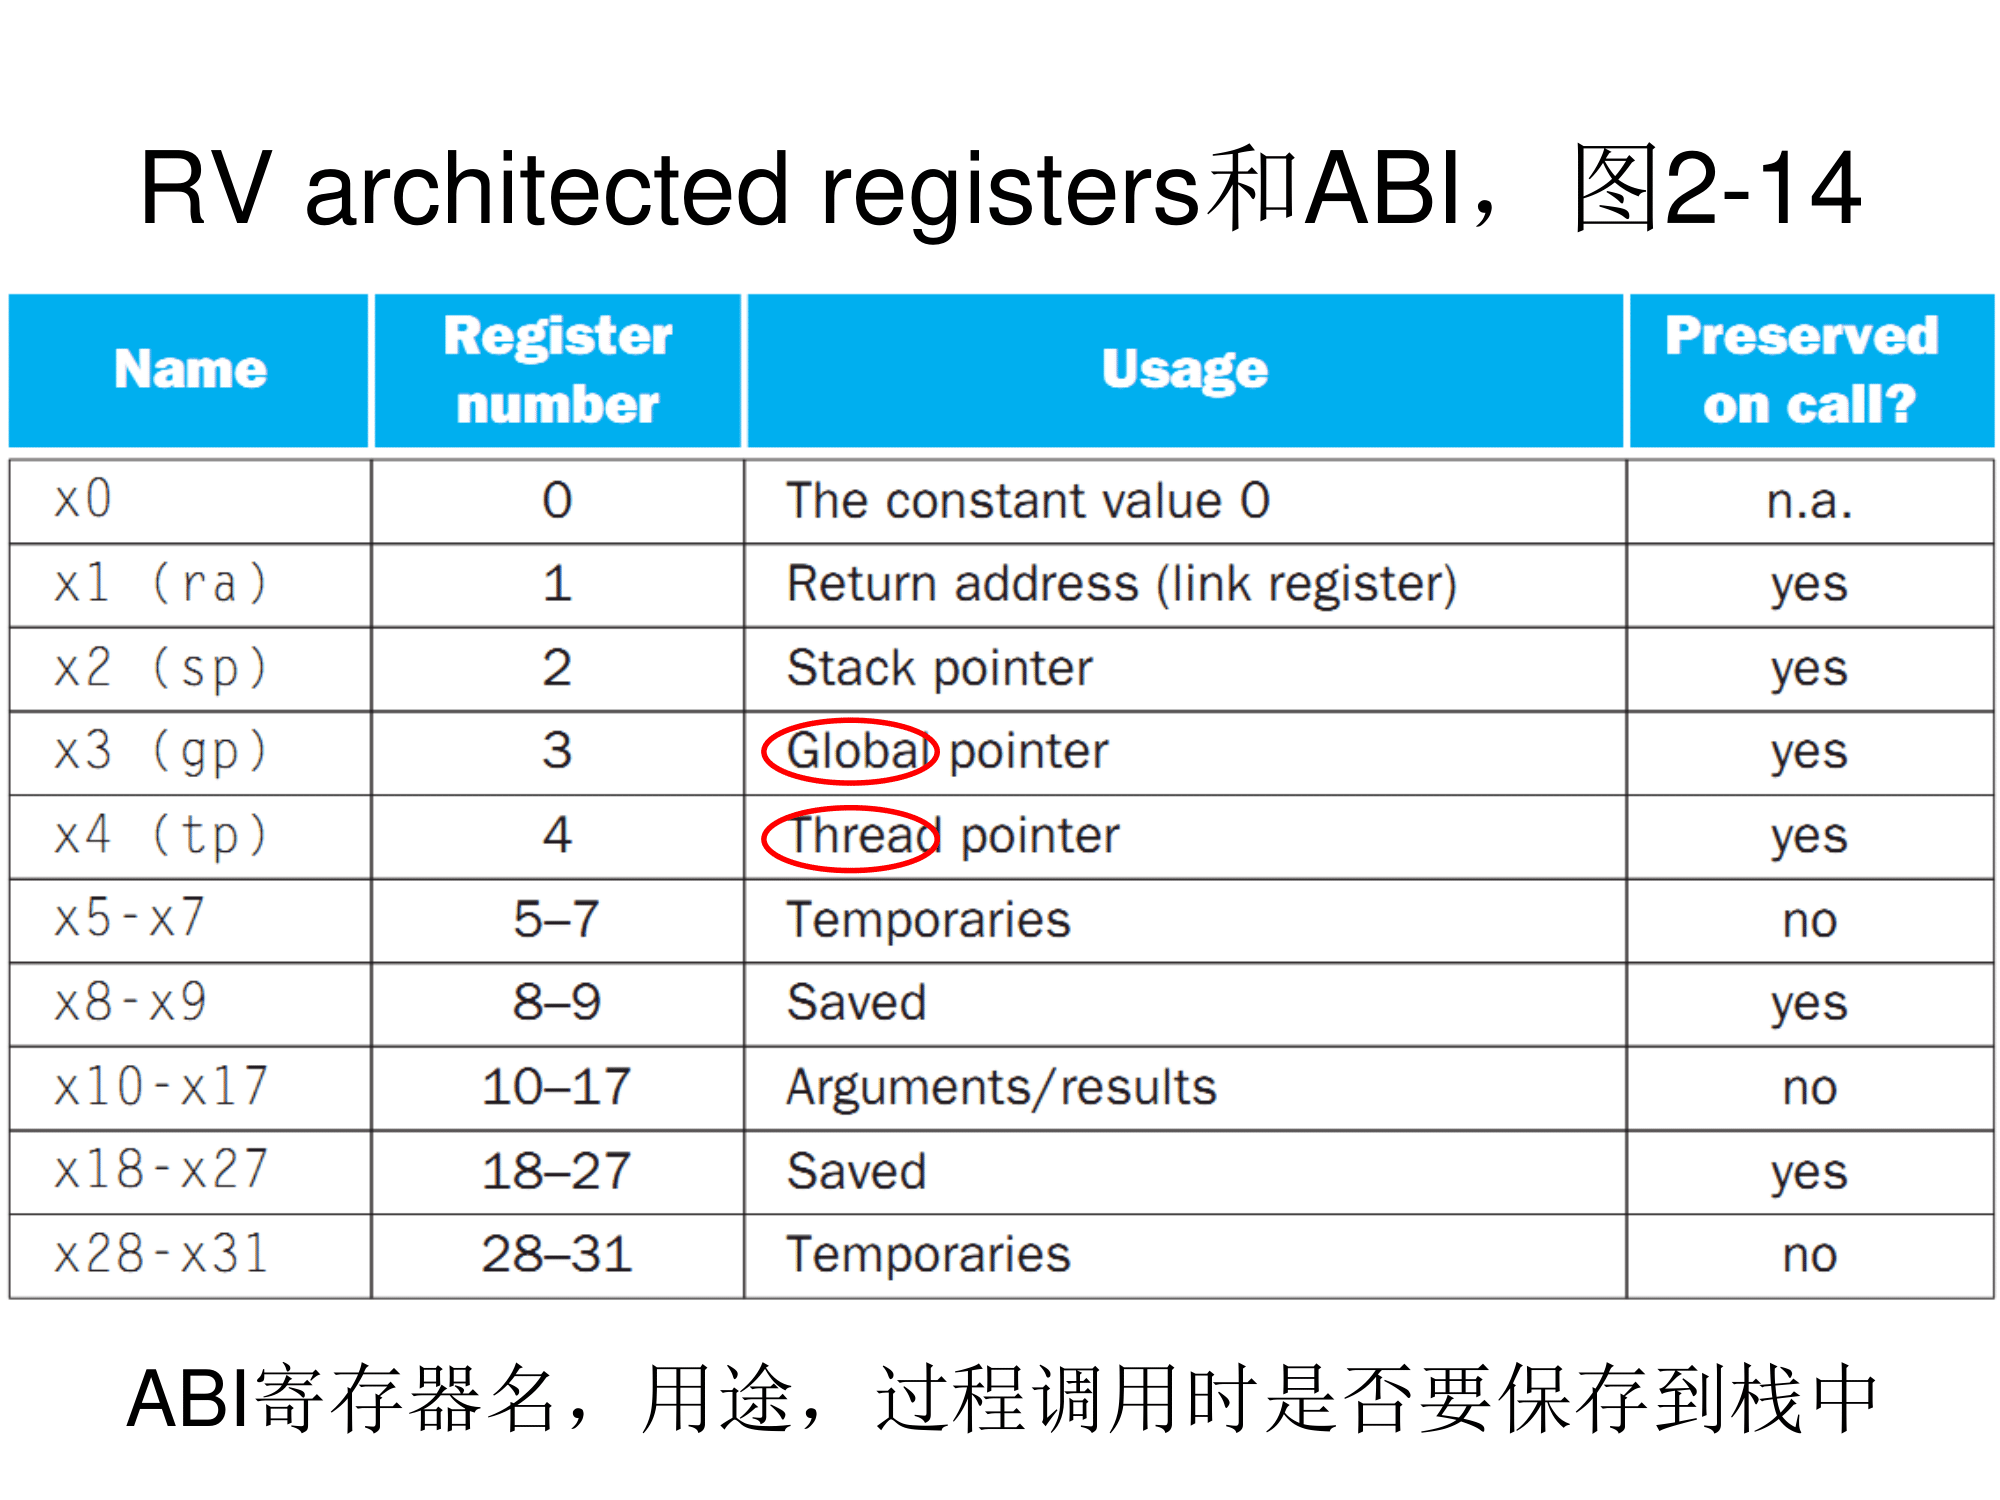 RV architected registers和ABI，图2-14
Name Register number Usage Preserved on call?
x0 0 The constant value 0 n.a.
x1 (ra) 1 Return address (link register) yes
x2 (sp) 2 Stack pointer yes
x3 (gp) 3 Global pointer yes
x4 (tp) 4 Thread pointer yes
x5-x7 5–7 Temporaries no
x8-x9 8–9 Saved yes
x10-x17 10–17 Arguments/results no
x18-x27 18–27 Saved yes
x28-x31 28–31 Temporaries no
ABI寄存器名，用途，过程调用时是否要保存到栈中